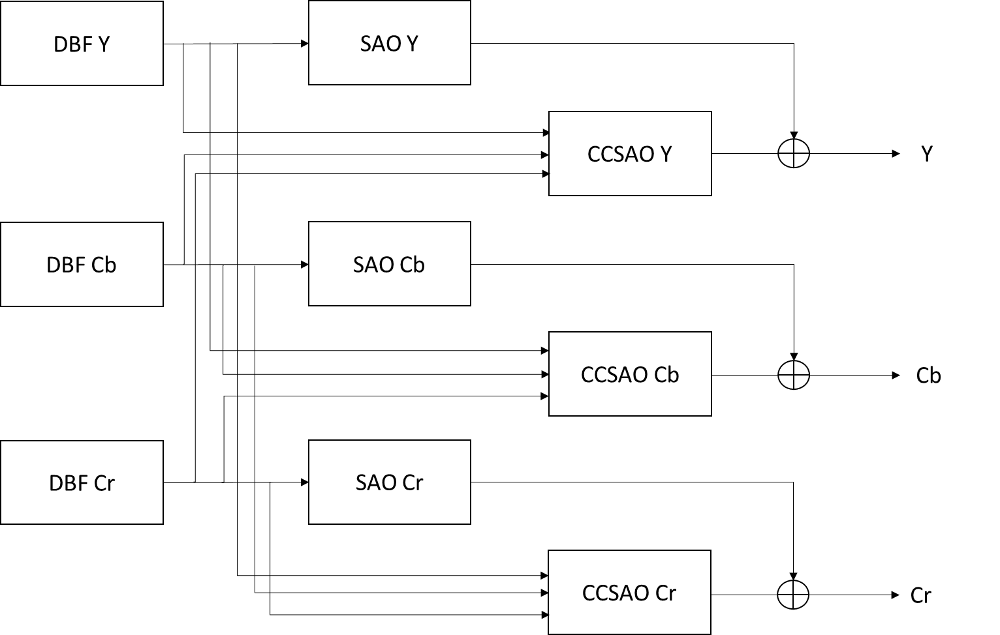 DBF Y
SAO Y
CCSAO Y
Y
DBF Cb
SAO Cb
CCSAO Cb
Cb
DBF Cr
SAO Cr
CCSAO Cr
Cr